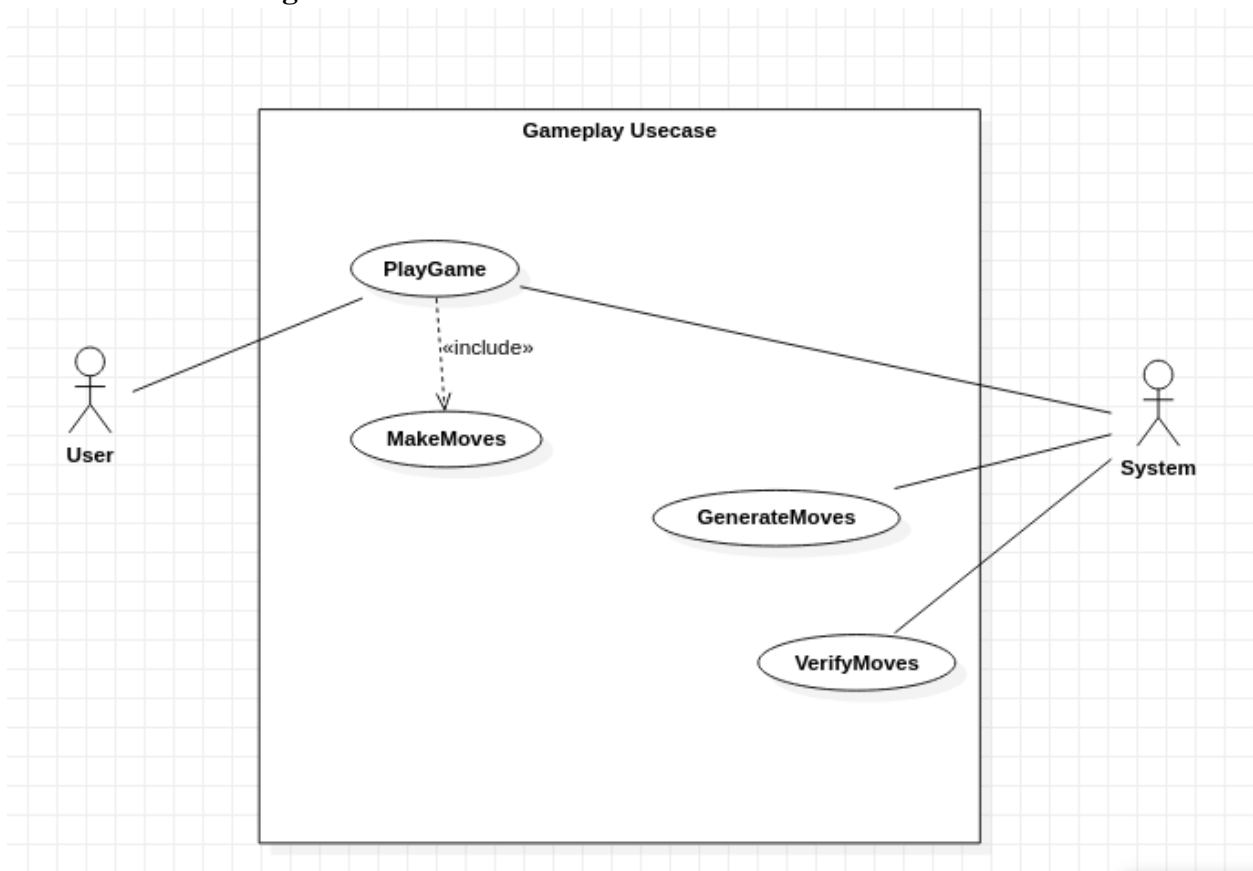 Gameplay Usecase
PlayGame
«include»
MakeMoves
User
System
GenerateMoves
VerifyMoves